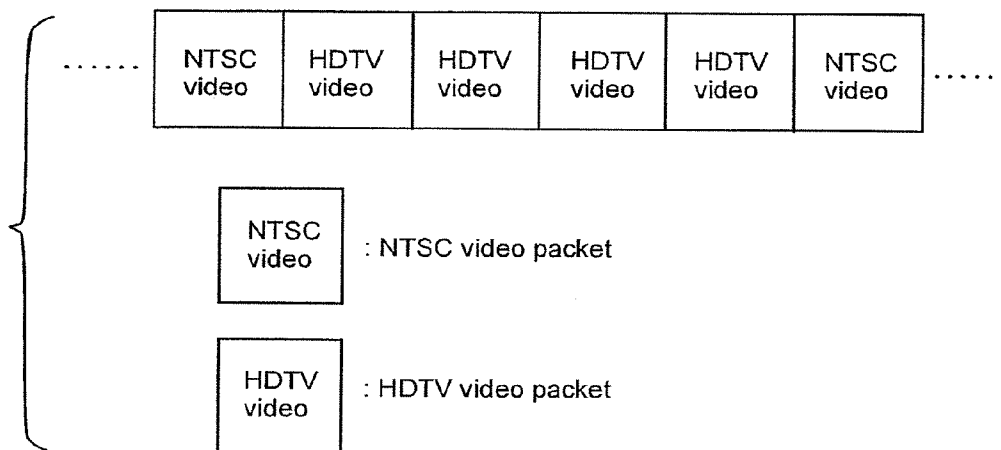 ...... NTSC video HDTV video HDTV video HDTV video HDTV video NTSC video .....
NTSC video : NTSC video packet
HDTV video : HDTV video packet